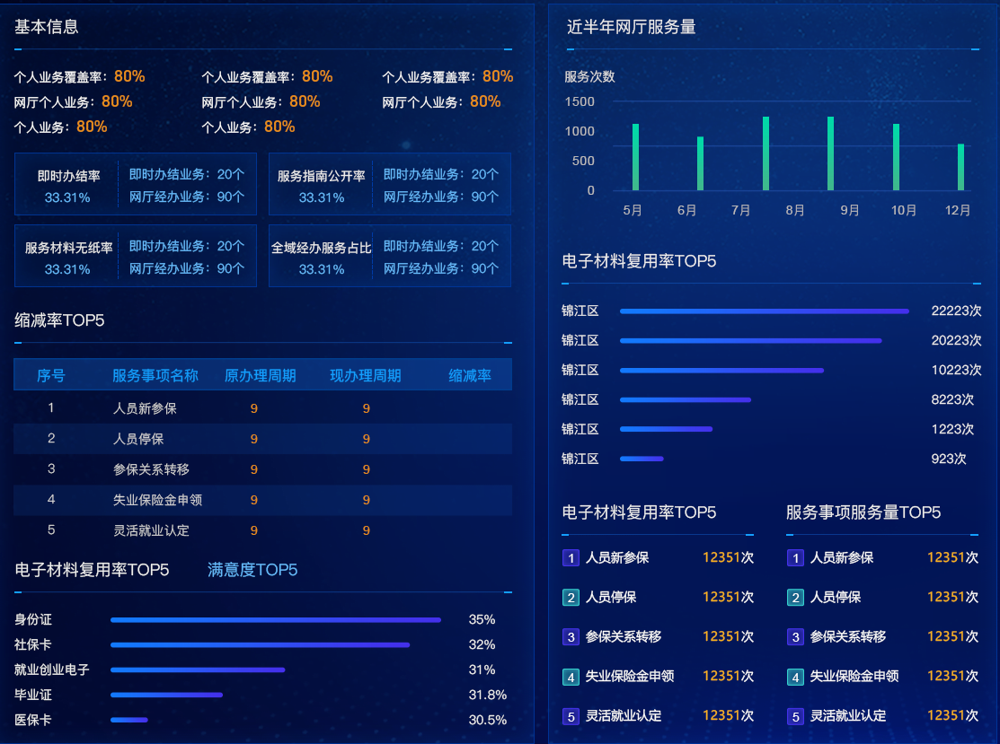 基本信息
个人业务覆盖率：80% 个人业务覆盖率：80% 个人业务覆盖率：80%
网厅个人业务：80% 网厅个人业务：80% 网厅个人业务：80%
个人业务：80% 个人业务：80%
即时办结率 即时办结业务：20个
33.31% 网厅经办业务：90个
服务指南公开率 即时办结业务：20个
33.31% 网厅经办业务：90个
服务材料无纸率 即时办结业务：20个
33.31% 网厅经办业务：90个
全域经办服务占比 即时办结业务：20个
33.31% 网厅经办业务：90个
缩减率TOP5
序号 服务事项名称 原办理周期 现办理周期 缩减率
1 人员新参保 9 9
2 人员停保 9 9
3 参保关系转移 9 9
4 失业保险金申领 9 9
5 灵活就业认定 9 9
电子材料复用率TOP5 满意度TOP5
身份证 35%
社保卡 32%
就业创业电子 31%
毕业证 31.8%
医保卡 30.5%
近半年网厅服务量
服务次数
1500
1000
500
0
5月 6月 7月 8月 9月 10月 12月
电子材料复用率TOP5
锦江区 22223次
锦江区 20223次
锦江区 10223次
锦江区 8223次
锦江区 1223次
锦江区 923次
电子材料复用率TOP5
1 人员新参保 12351次
2 人员停保 12351次
3 参保关系转移 12351次
4 失业保险金申领 12351次
5 灵活就业认定 12351次
服务事项服务量TOP5
1 人员新参保 12351次
2 人员停保 12351次
3 参保关系转移 12351次
4 失业保险金申领 12351次
5 灵活就业认定 12351次